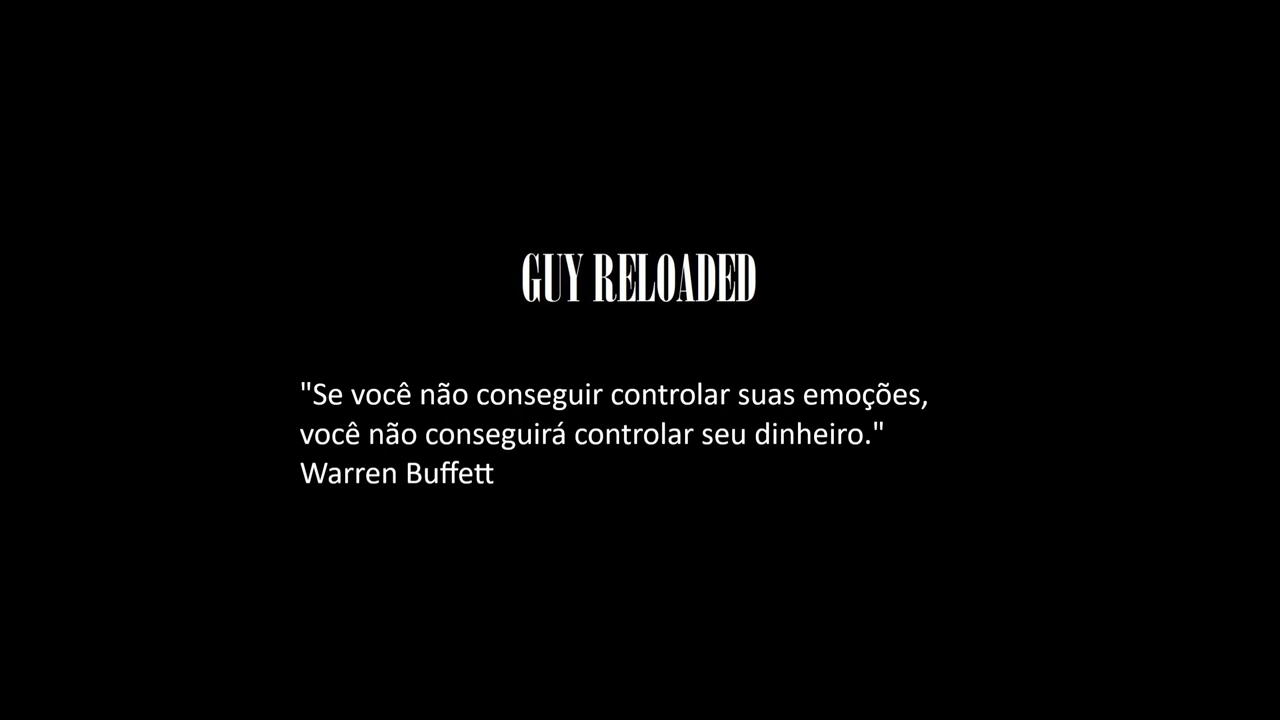 GUY RELOADED
"Se você não conseguir controlar suas emoções,
você não conseguirá controlar seu dinheiro."
Warren Buffett